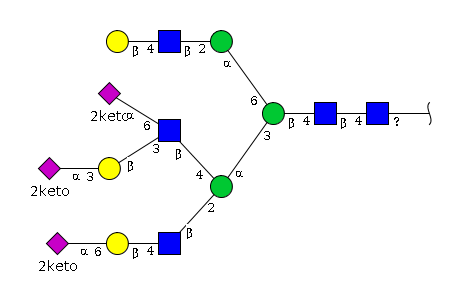 β 4 β 2 α
2keto α 6 6
β 4 β 4 ?
3 β 3
α 3 β 4 α
2keto 2
β
α 6 β 4
2keto